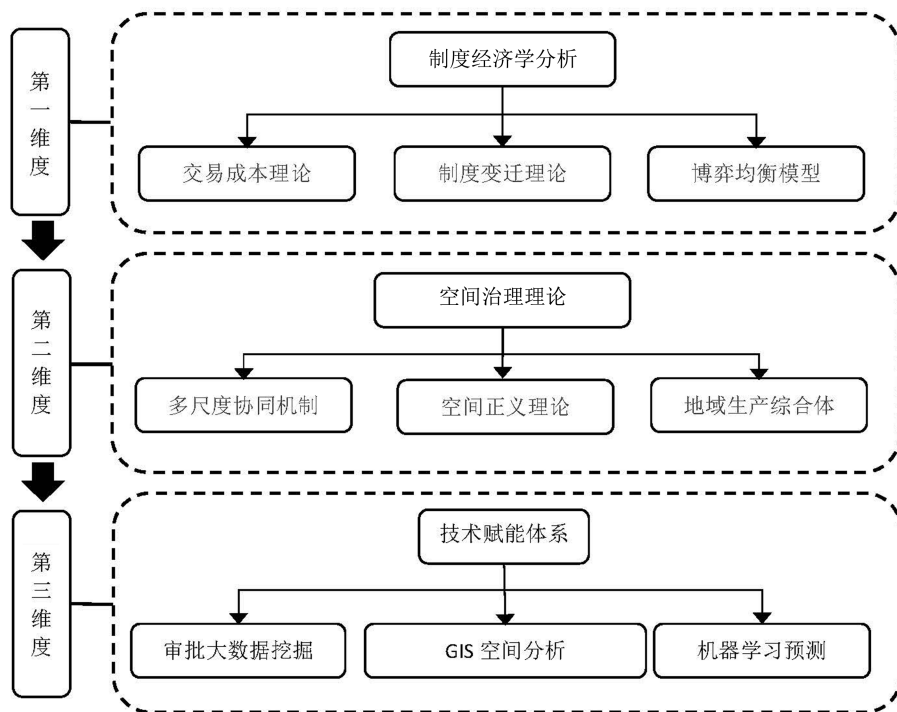 第一维度
制度经济学分析
交易成本理论
制度变迁理论
博弈均衡模型
第二维度
空间治理理论
多尺度协同机制
空间正义理论
地域生产综合体
第三维度
技术赋能体系
审批大数据挖掘
GIS 空间分析
机器学习预测